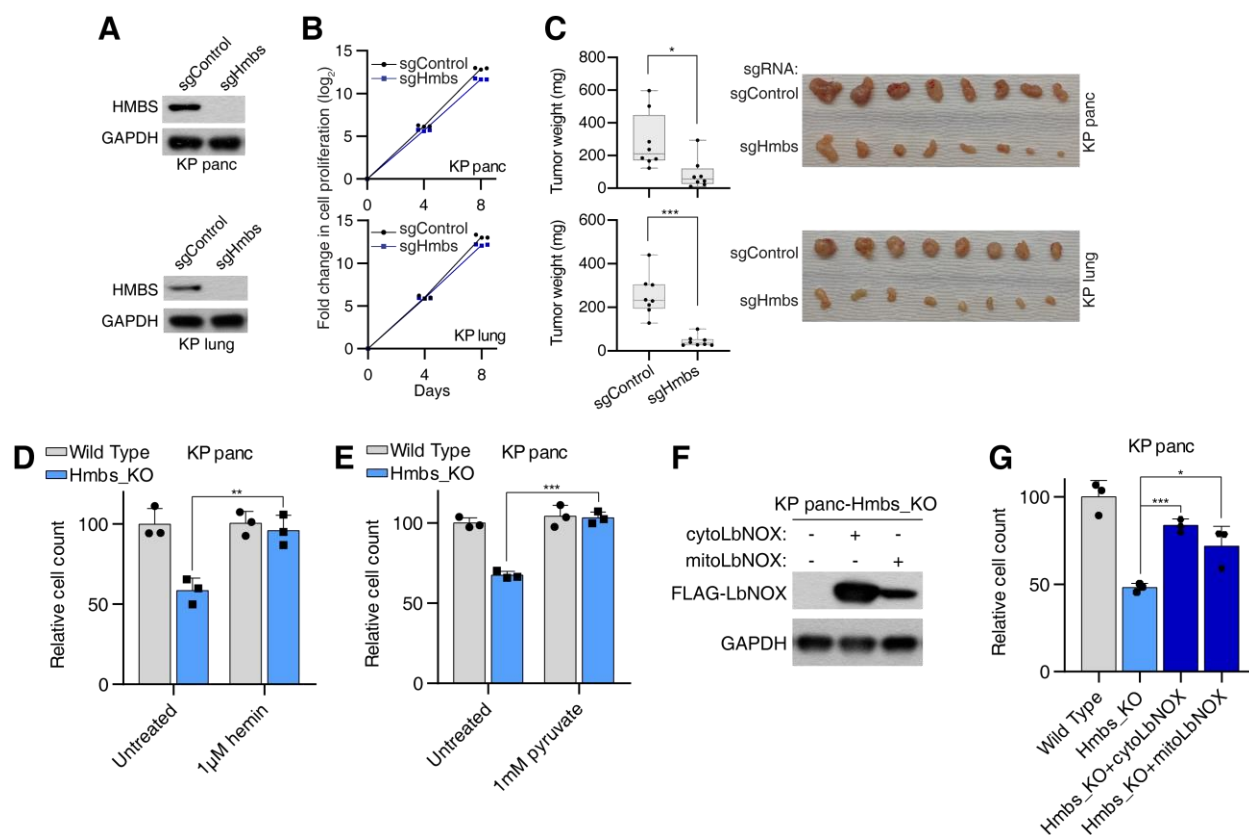 A
sgControl
sgHmbs
HMBS
GAPDH
KP panc
sgControl
sgHmbs
HMBS
GAPDH
KP lung
B
Fold change in cell proliferation (log2)
15
10
5
0
sgControl
sgHmbs
KP panc
0
4
8
15
10
5
0
sgControl
sgHmbs
KP lung
0
4
8
Days
C
Tumor weight (mg)
800
600
400
200
0
*
Tumor weight (mg)
600
400
200
0
***
sgControl
sgHmbs
sgRNA:
sgControl
sgHmbs
KP panc
sgControl
sgHmbs
KP lung
D
Wild Type
Hmbs_KO
KP panc
**
Relative cell count
100
50
0
Untreated
1µM hemin
E
Wild Type
Hmbs_KO
KP panc
***
Relative cell count
100
50
0
Untreated
1mM pyruvate
F
KP panc-Hmbs_KO
cytoLbNOX: - + -
mitoLbNOX: - - +
FLAG-LbNOX
GAPDH
G
KP panc
*
***
Relative cell count
100
50
0
Wild Type
Hmbs_KO
Hmbs_KO+cytoLbNOX
Hmbs_KO+mitoLbNOX